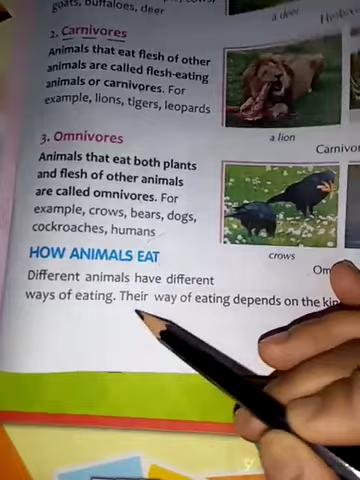 goats, buffaloes, deer
a deer
2. Carnivores
Animals that eat flesh of other
animals are called flesh-eating
animals or carnivores. For
example, lions, tigers, leopards
a lion
Carnivor
3. Omnivores
Animals that eat both plants
and flesh of other animals
are called omnivores. For
example, crows, bears, dogs,
cockroaches, humans
crows
Om
HOW ANIMALS EAT
Different animals have different
ways of eating. Their way of eating depends on the kin